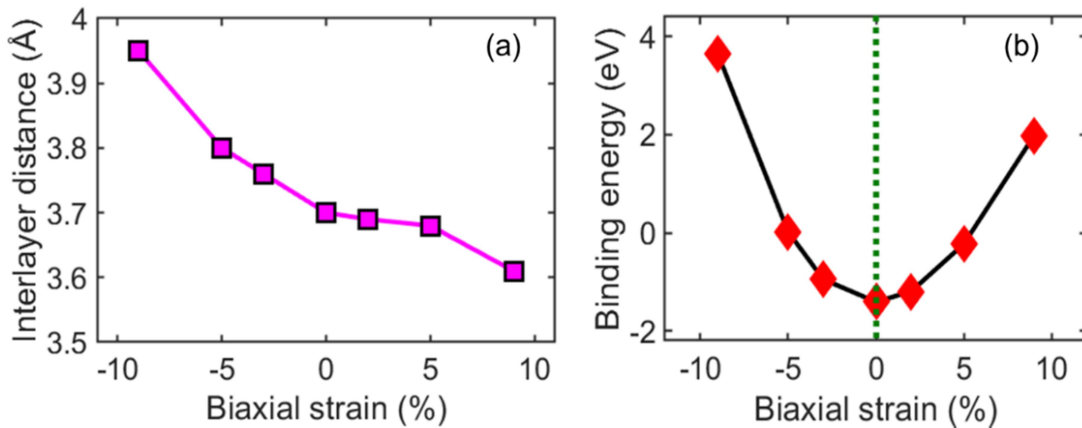 (a)
Interlayer distance (Å)
4
3.9
3.8
3.7
3.6
3.5
-10 -5 0 5 10
Biaxial strain (%)
(b)
Binding energy (eV)
4
2
0
-2
-10 -5 0 5 10
Biaxial strain (%)